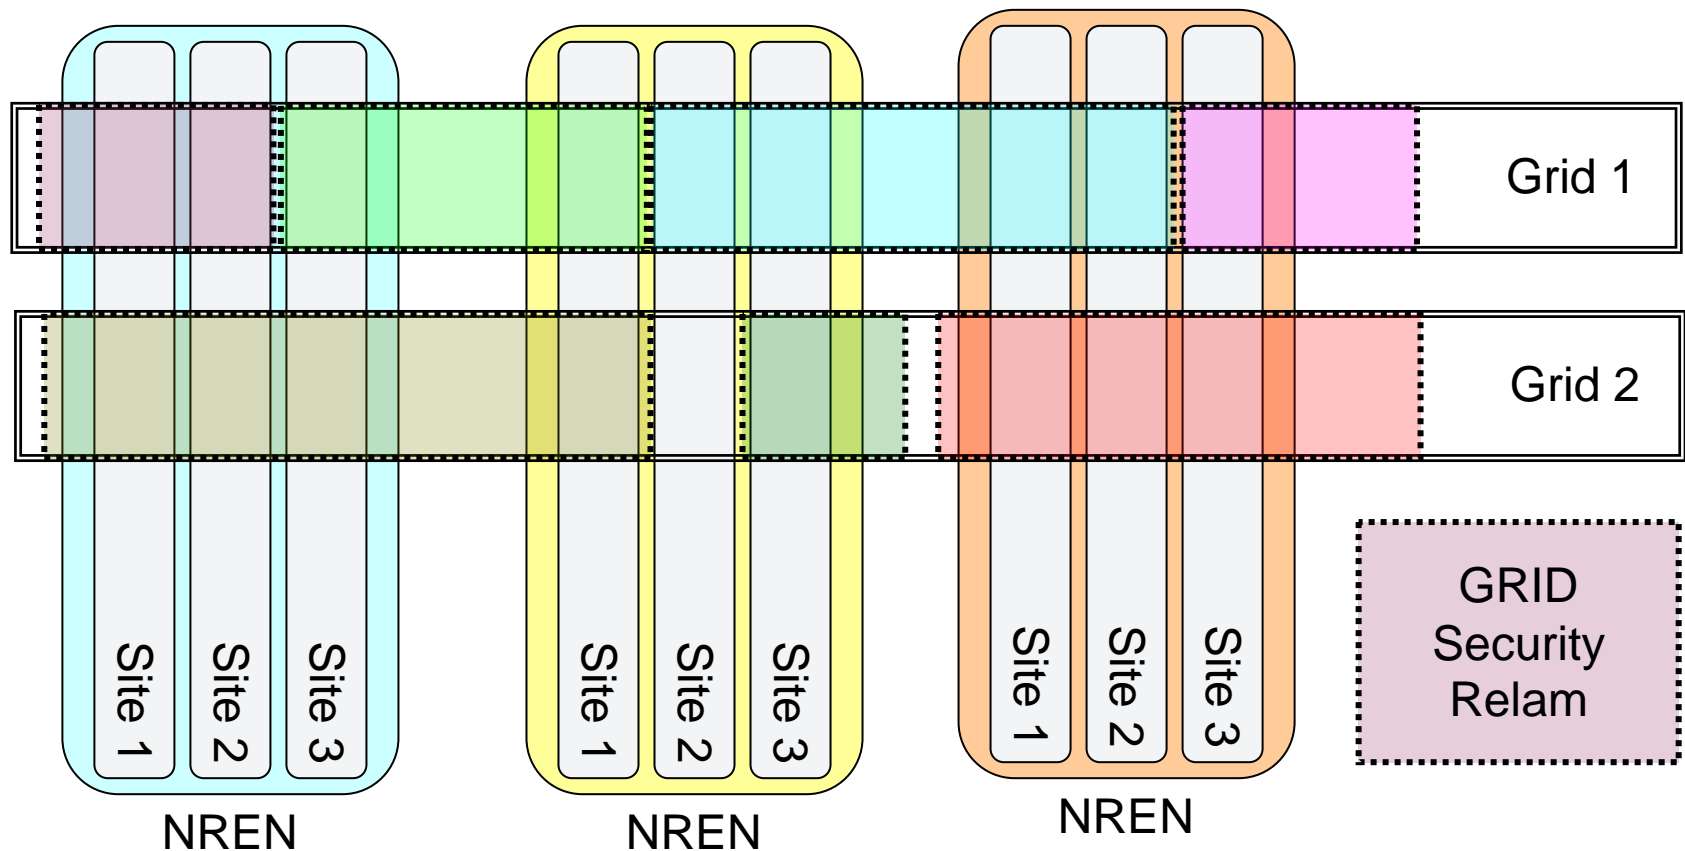 Grid 1
Grid 2
Site 1
Site 2
Site 3
Site 1
Site 2
Site 3
Site 1
Site 2
Site 3
GRID
Security
Relam
NREN
NREN
NREN